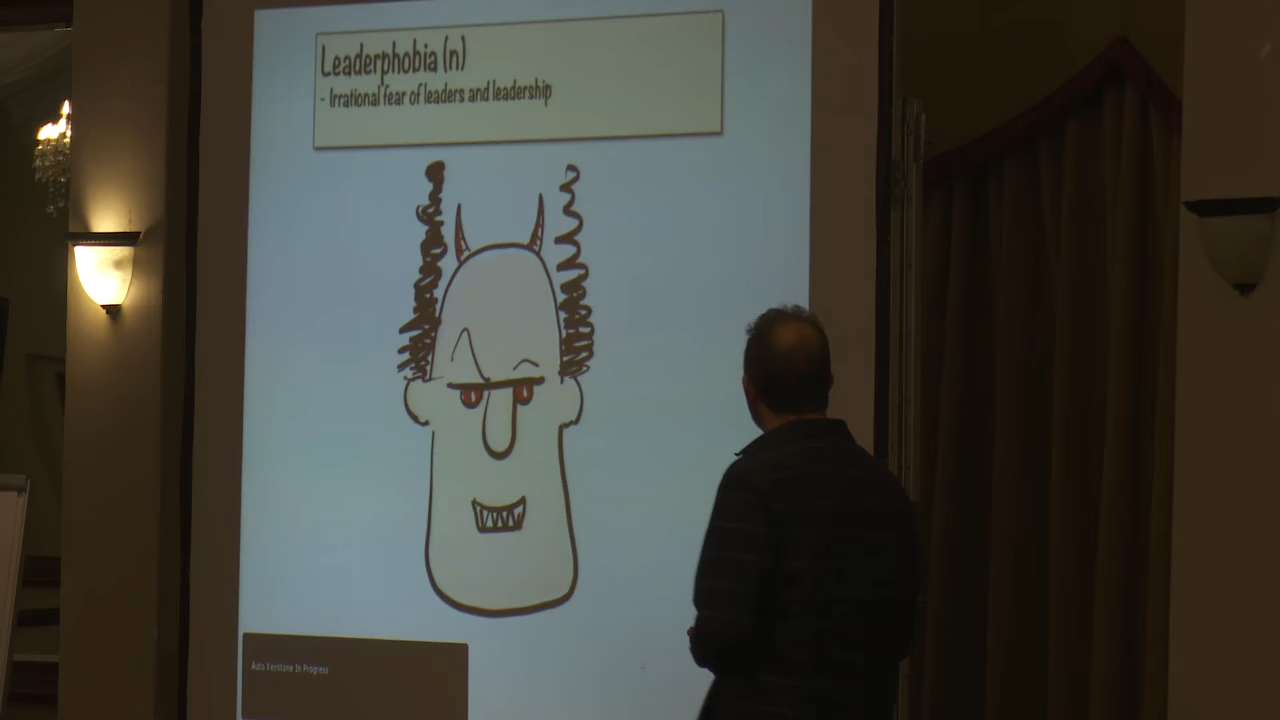 Leaderphobia (n)
- Irrational fear of leaders and leadership
Auto Keystone In Progress